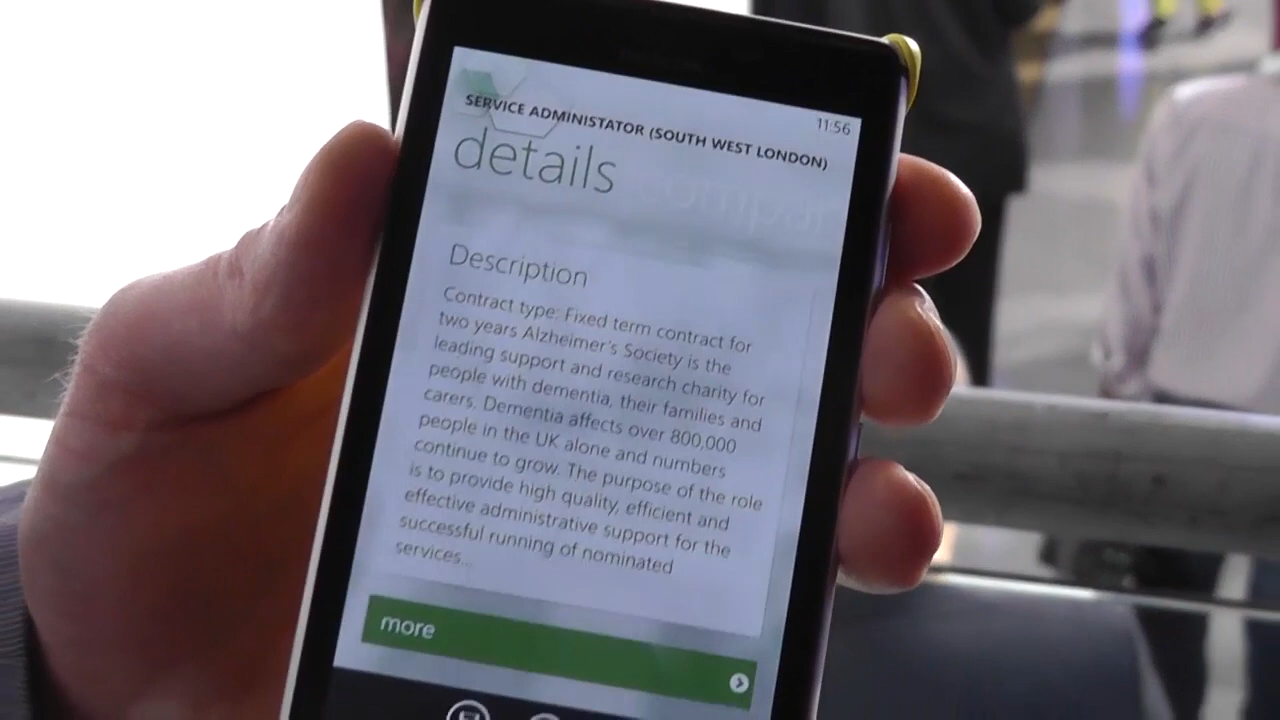 11:56
SERVICE ADMINISTATOR (SOUTH WEST LONDON)
details compar
Description
Contract type: Fixed term contract for
two years Alzheimer's Society is the
leading support and research charity for
people with dementia, their families and
carers. Dementia affects over 800,000
people in the UK alone and numbers
continue to grow. The purpose of the role
is to provide high quality, efficient and
effective administrative support for the
successful running of nominated
services...
more